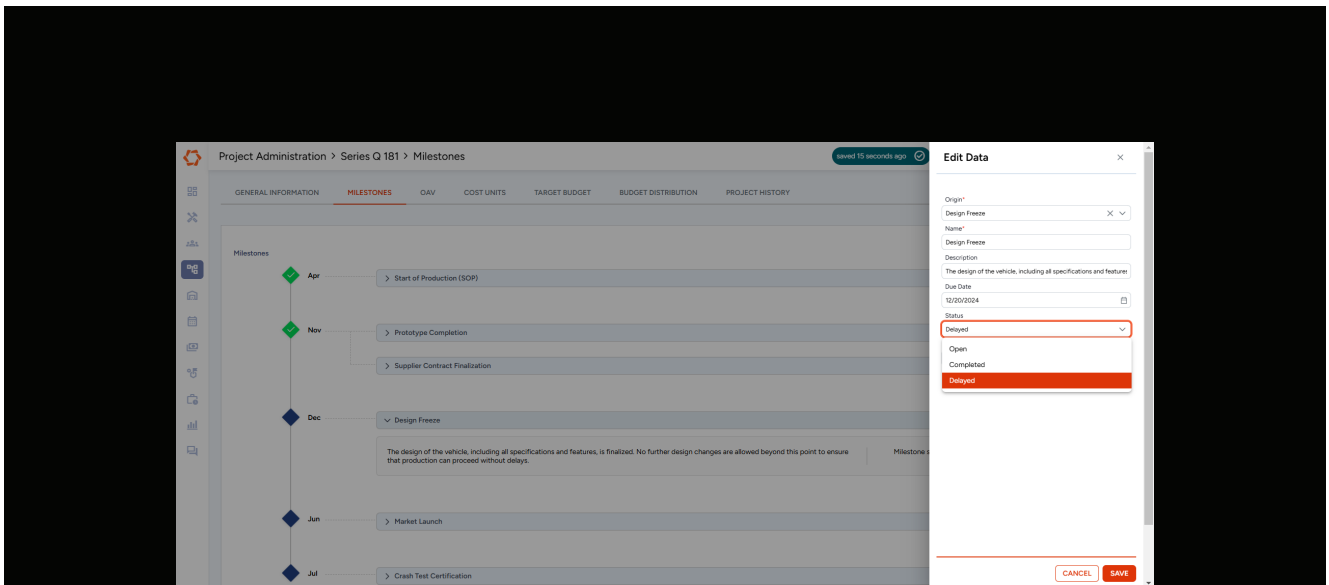 Project Administration > Series Q 181 > Milestones
saved 15 seconds ago
GENERAL INFORMATION
MILESTONES
OAV
COST UNITS
TARGET BUDGET
BUDGET DISTRIBUTION
PROJECT HISTORY
Milestones
Apr
Start of Production (SOP)
Nov
Prototype Completion
Supplier Contract Finalization
Dec
Design Freeze
The design of the vehicle, including all specifications and features, is finalized. No further design changes are allowed beyond this point to ensure
that production can proceed without delays.
Milestone s
Jun
Market Launch
Jul
Crash Test Certification
Edit Data
Origin*
Design Freeze
Name*
Design Freeze
Description
The design of the vehicle, including all specifications and features
Due Date
12/20/2024
Status
Delayed
Open
Completed
Delayed
CANCEL
SAVE